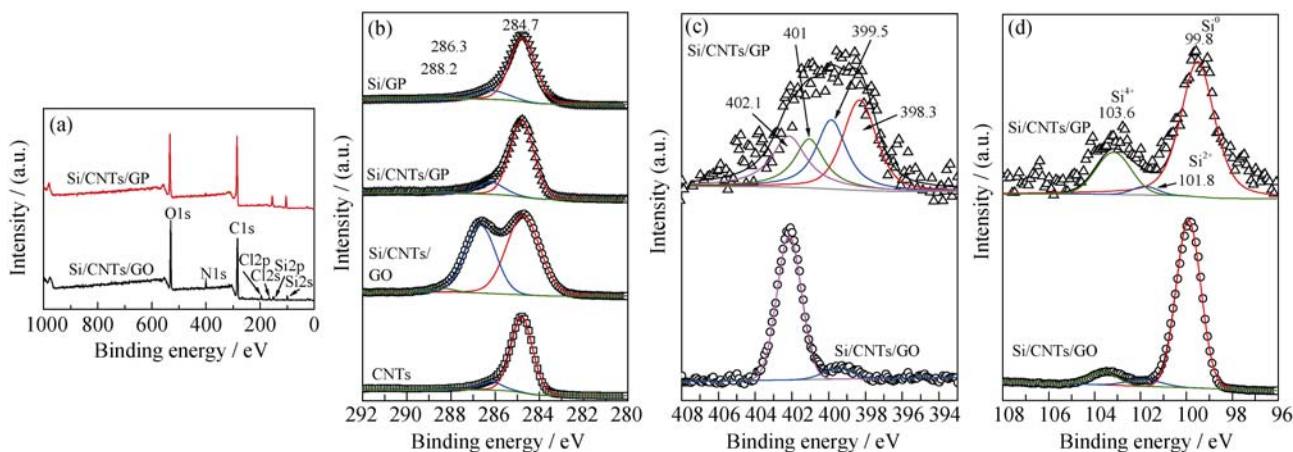 (a)
Si/CNTs/GP
O1s
C1s
Si/CNTs/GO
N1s
Cl2p
Cl2s
Si2p
Si2s
1000 800 600 400 200 0
Binding energy / eV
Intensity / (a.u.)
(b)
284.7
286.3
288.2
Si/GP
Si/CNTs/GP
Si/CNTs/
GO
CNTs
292 290 288 286 284 282 280
Binding energy / eV
Intensity / (a.u.)
(c)
Si/CNTs/GP
401
399.5
402.1
398.3
Si/CNTs/GO
408 406 404 402 400 398 396 394
Binding energy / eV
Intensity / (a.u.)
(d)
Si⁻⁰
99.8
Si⁴⁺
103.6
Si/CNTs/GP
Si²⁺
101.8
Si/CNTs/GO
108 106 104 102 100 98 96
Binding energy / eV
Intensity / (a.u.)